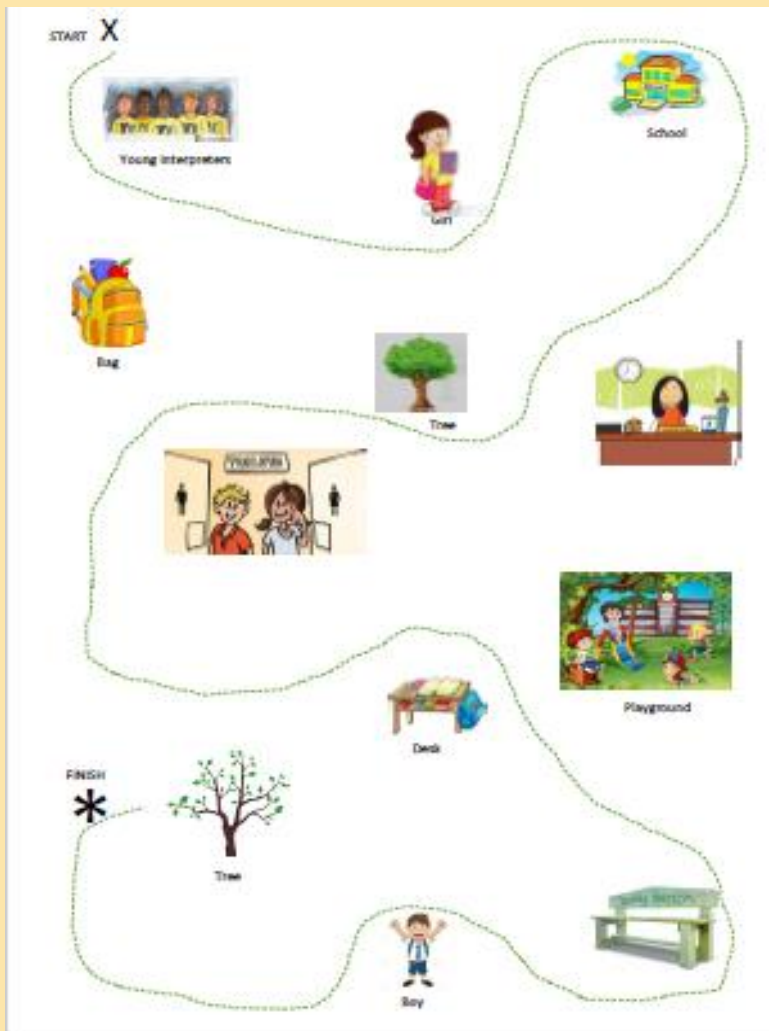 START X
Young Interpreters
School
Girl
Bag
Tree
Playground
Desk
FINISH
*
Tree
Boy